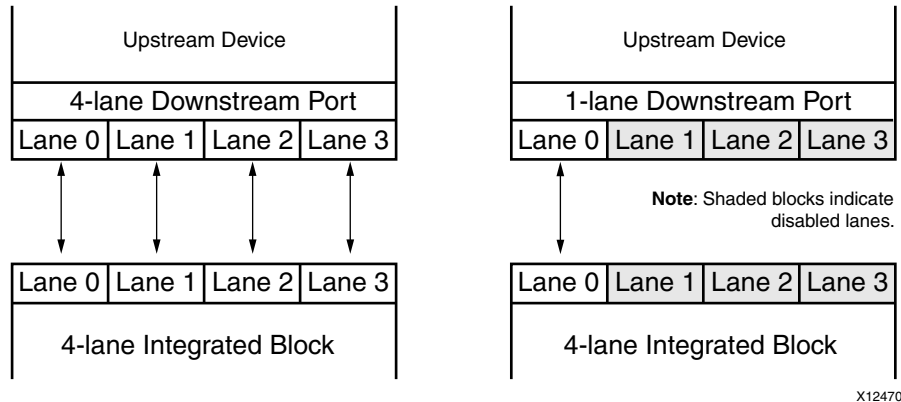 Upstream Device
4-lane Downstream Port
Lane 0 Lane 1 Lane 2 Lane 3
Lane 0 Lane 1 Lane 2 Lane 3
4-lane Integrated Block
Upstream Device
1-lane Downstream Port
Lane 0 Lane 1 Lane 2 Lane 3
Note: Shaded blocks indicate
disabled lanes.
Lane 0 Lane 1 Lane 2 Lane 3
4-lane Integrated Block
X12470